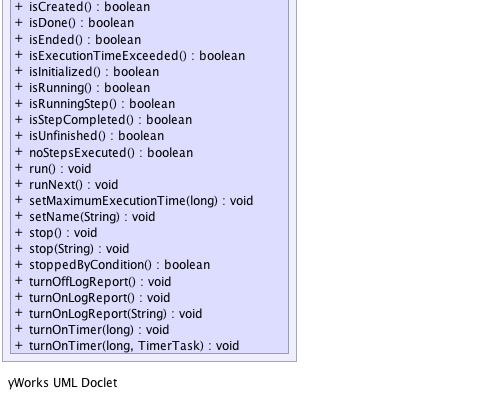 + isCreated() : boolean
+ isDone() : boolean
+ isEnded() : boolean
+ isExecutionTimeExceeded() : boolean
+ isInitialized() : boolean
+ isRunning() : boolean
+ isRunningStep() : boolean
+ isStepCompleted() : boolean
+ isUnfinished() : boolean
+ noStepsExecuted() : boolean
+ run() : void
+ runNext() : void
+ setMaximumExecutionTime(long) : void
+ setName(String) : void
+ stop() : void
+ stop(String) : void
+ stoppedByCondition() : boolean
+ turnOffLogReport() : void
+ turnOnLogReport() : void
+ turnOnLogReport(String) : void
+ turnOnTimer(long) : void
+ turnOnTimer(long, TimerTask) : void
yWorks UML Doclet